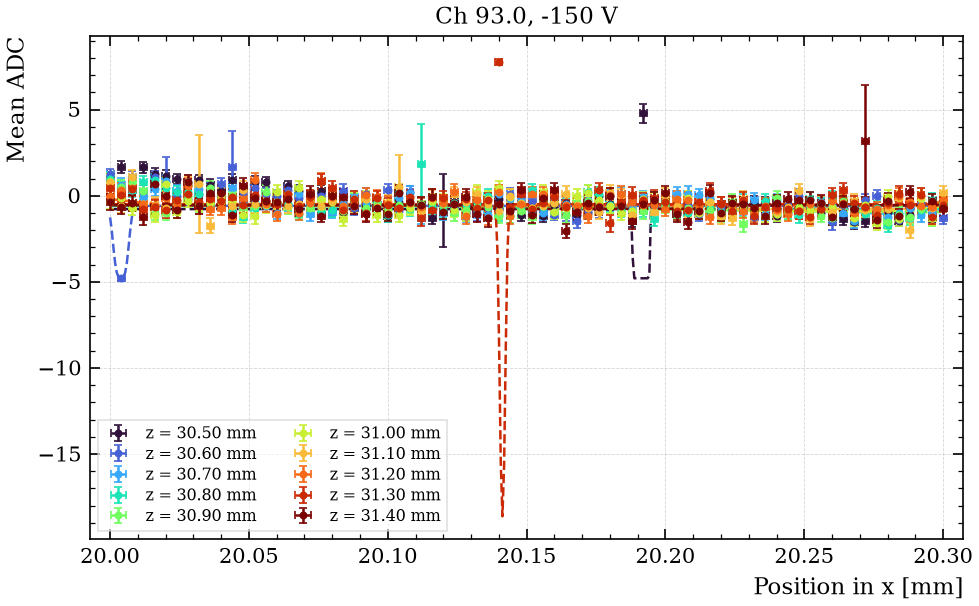 Ch 93.0, -150 V
Mean ADC
5
0
−5
−10
−15
z = 30.50 mm
z = 30.60 mm
z = 30.70 mm
z = 30.80 mm
z = 30.90 mm
z = 31.00 mm
z = 31.10 mm
z = 31.20 mm
z = 31.30 mm
z = 31.40 mm
20.00 20.05 20.10 20.15 20.20 20.25 20.30
Position in x [mm]